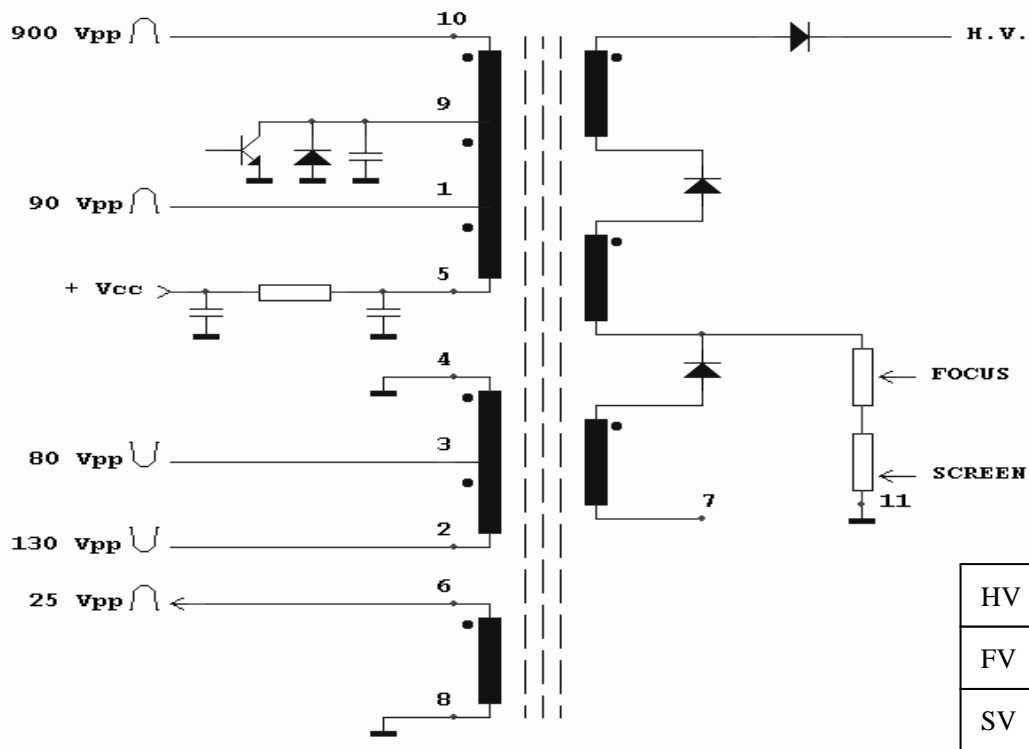 900 Vpp
10
H.V.
9
90 Vpp
1
+ Vcc
5
4
80 Vpp
3
130 Vpp
2
25 Vpp
6
8
FOCUS
SCREEN
7
11
HV
FV
SV